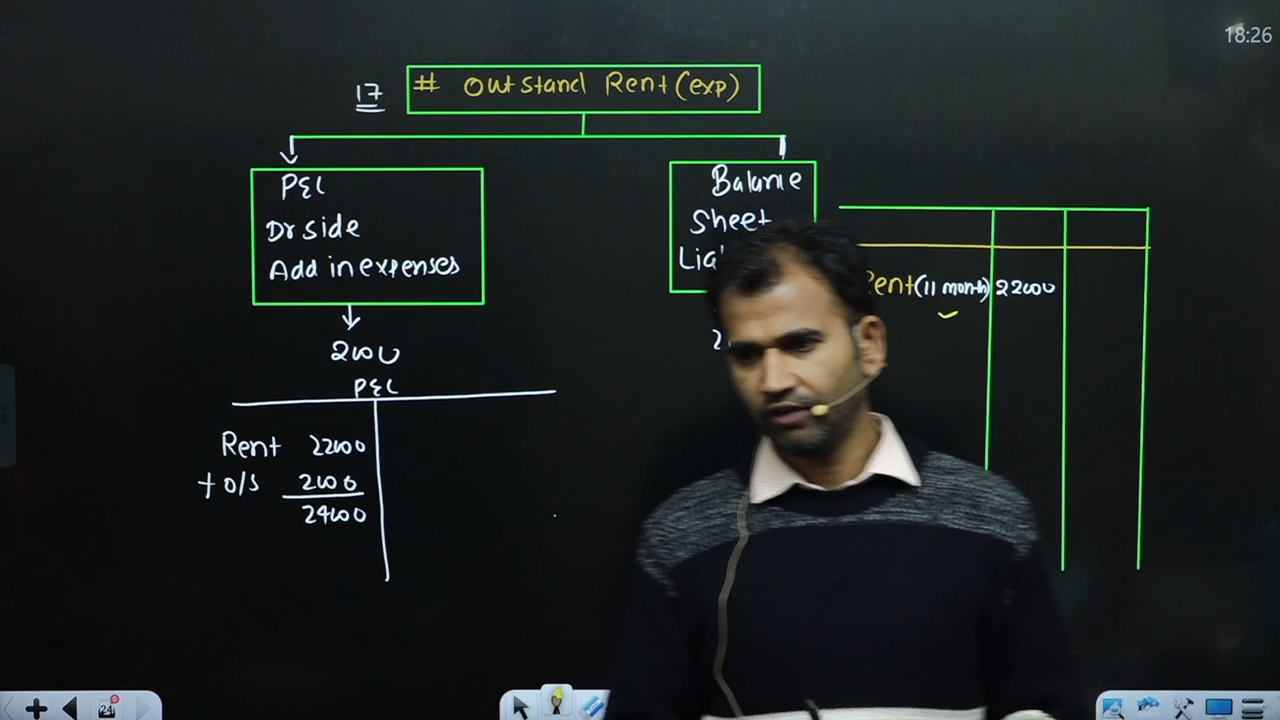 18:26
17 # Outstand Rent (exp)
P&L
Dr side
Add in expenses
2000
Balance
Sheet
Rent (11 month) 22000
P&L
Rent 22000
+ o/s 2000
24000
24